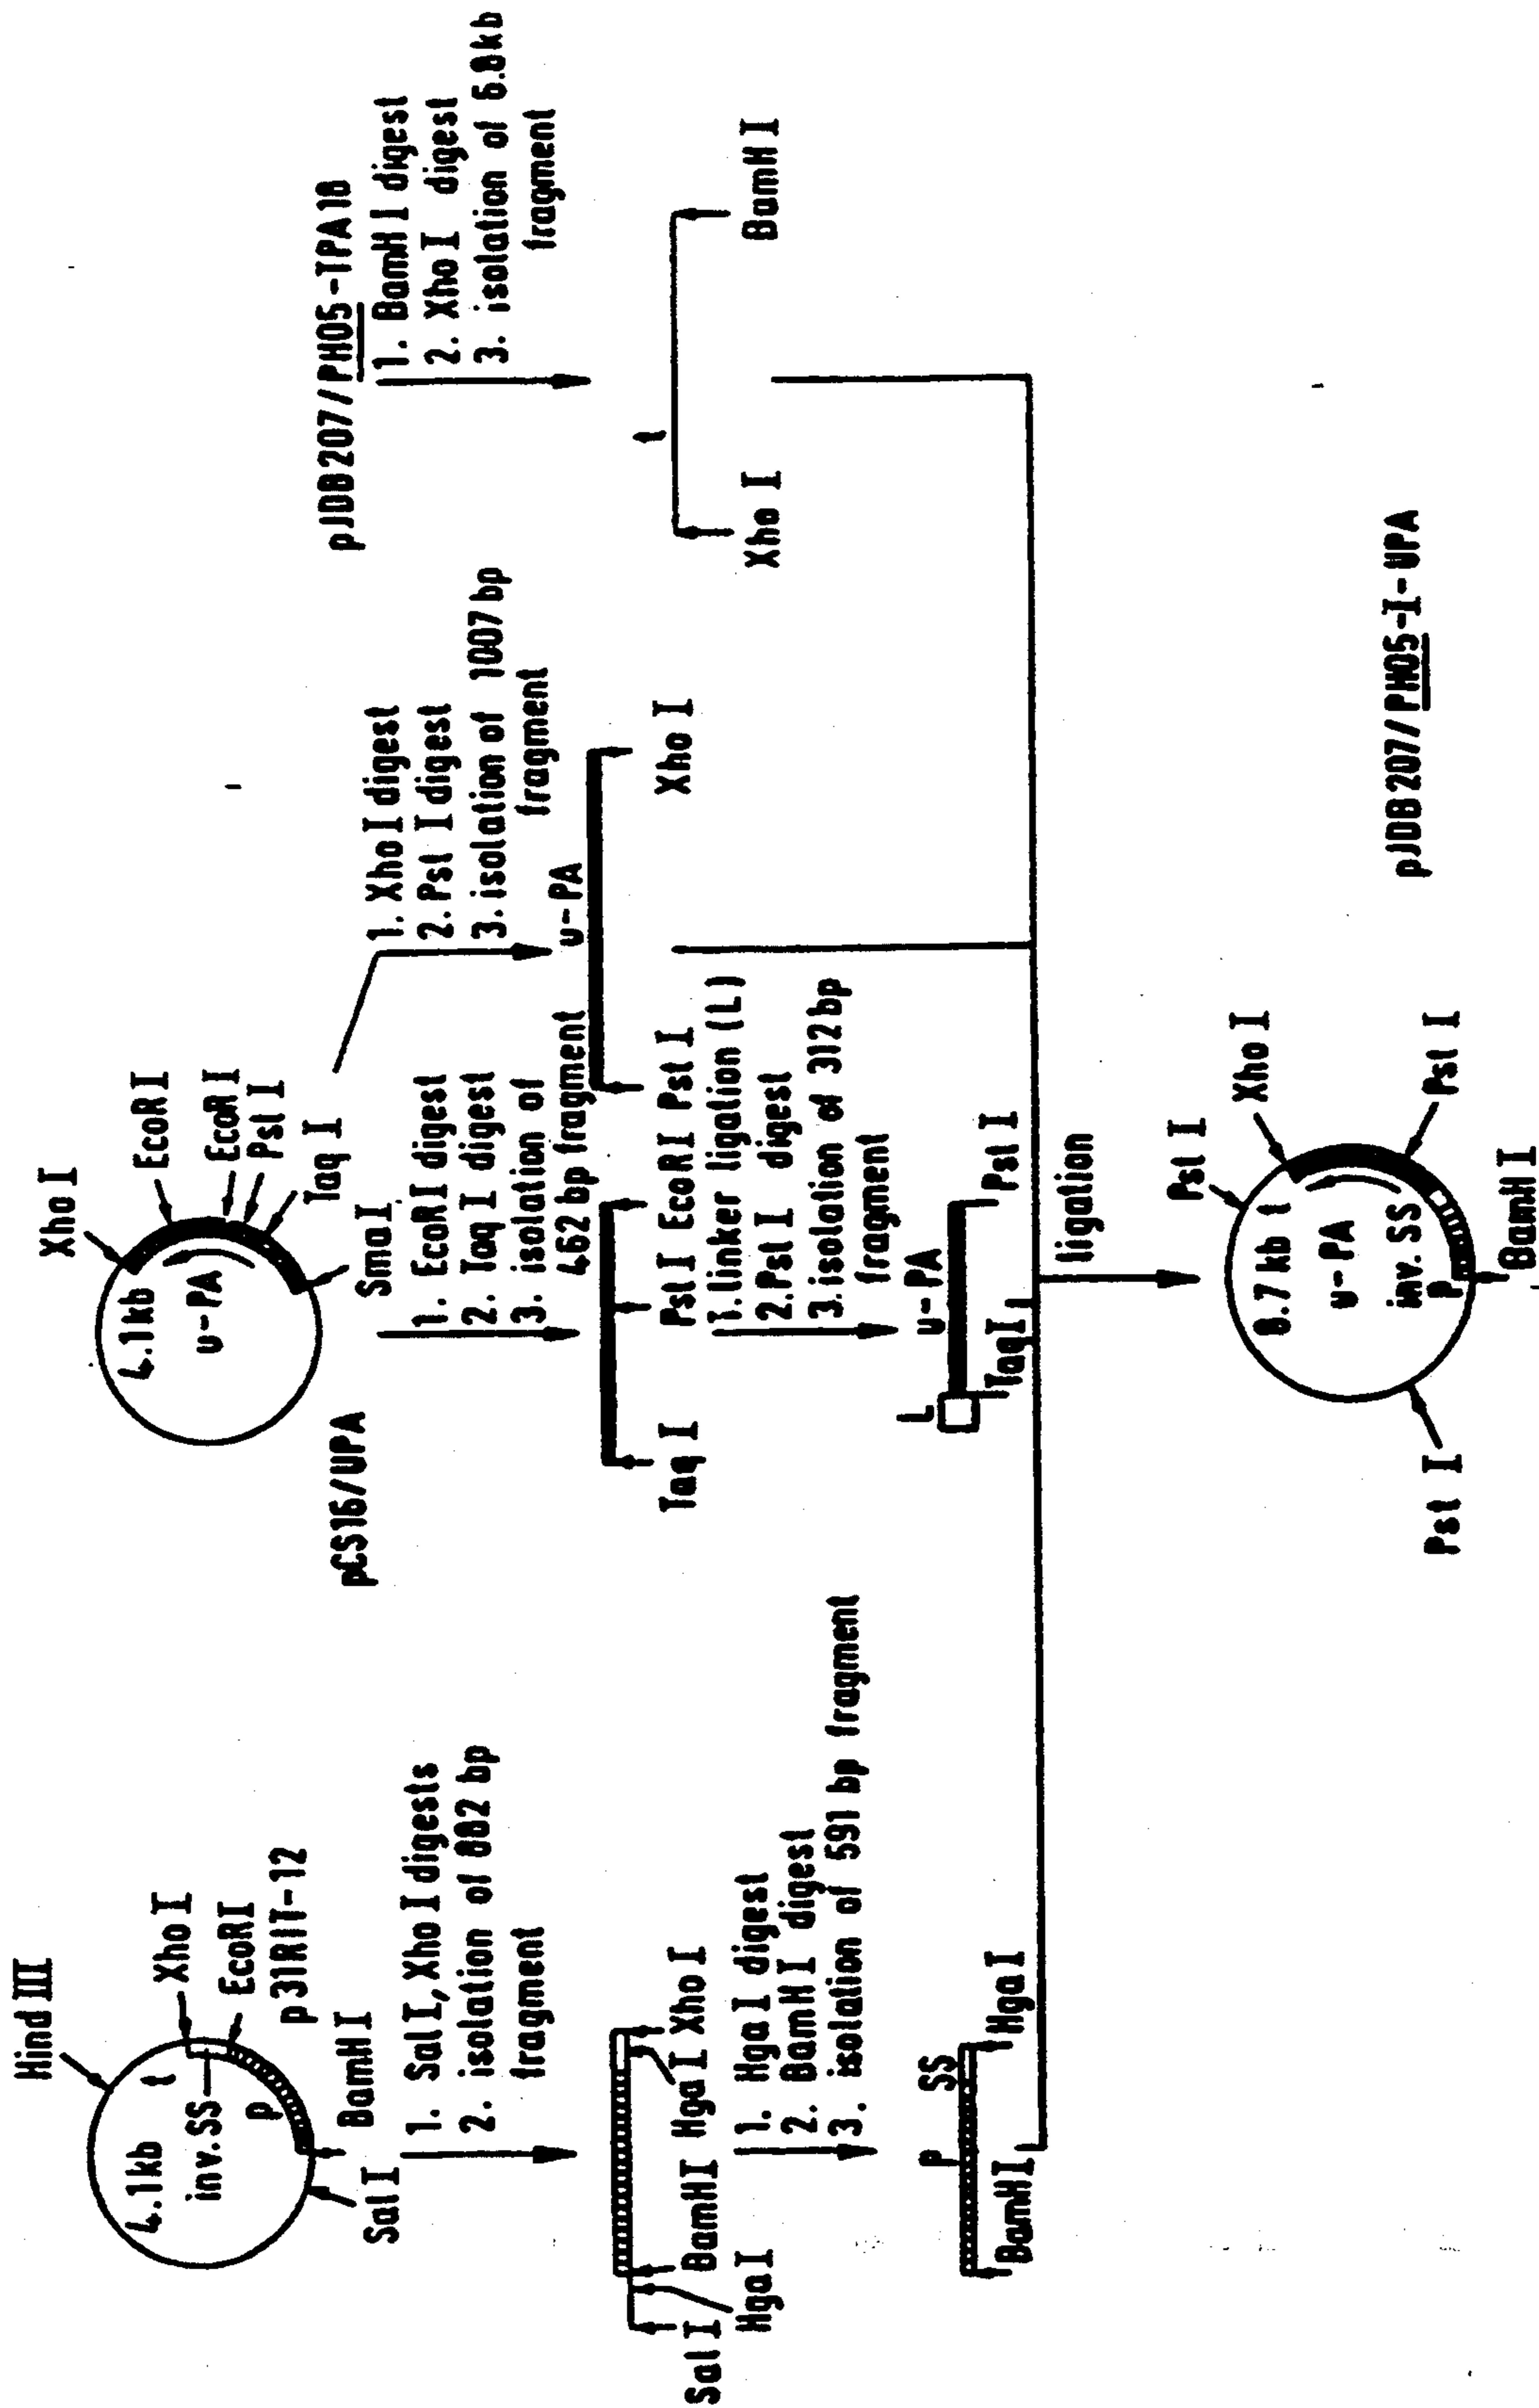 Hind III
Xho I
EcoRI
p31RIT-12
BamH I
Sal I
4.1kb
t
inv.SS
p
1. Sal I, Xho I digests
2. isolation of 882 bp
fragment
Sal I
Hga I
BamHI
Hga I
Xho I
1. Hga I digest
2. BamH I digest
3. isolation of 591 bp fragment
p
SS
BamHI
Hga I
Xho I
EcoR I
EcoR I
Pst I
Taq I
Sma I
4.1kb
u-PA
pCS16/UPA
1. EcoRI digest
2. Taq I digest
3. isolation of
462 bp fragment
Taq I
Pst I
EcoRI
1. linker ligation (L)
2. Pst I digest
3. isolation of 312 bp
fragment
L
u-PA
TaqI
Pst I
1. Xho I digest
2. Pst I digest
3. isolation of 1007 bp
fragment
u-PA
Pst I
Xho I
pJDB207/PHO5-TPA18
1. BamH I digest
2. Xho I digest
3. isolation of 6.8kb
fragment
t
Xho I
BamH I
ligation
Pst I
Xho I
Pst I
BamH I
Pst I
8.7 kb
t
u-PA
inv. SS
p
pJDB207/PHO5-I-UPA